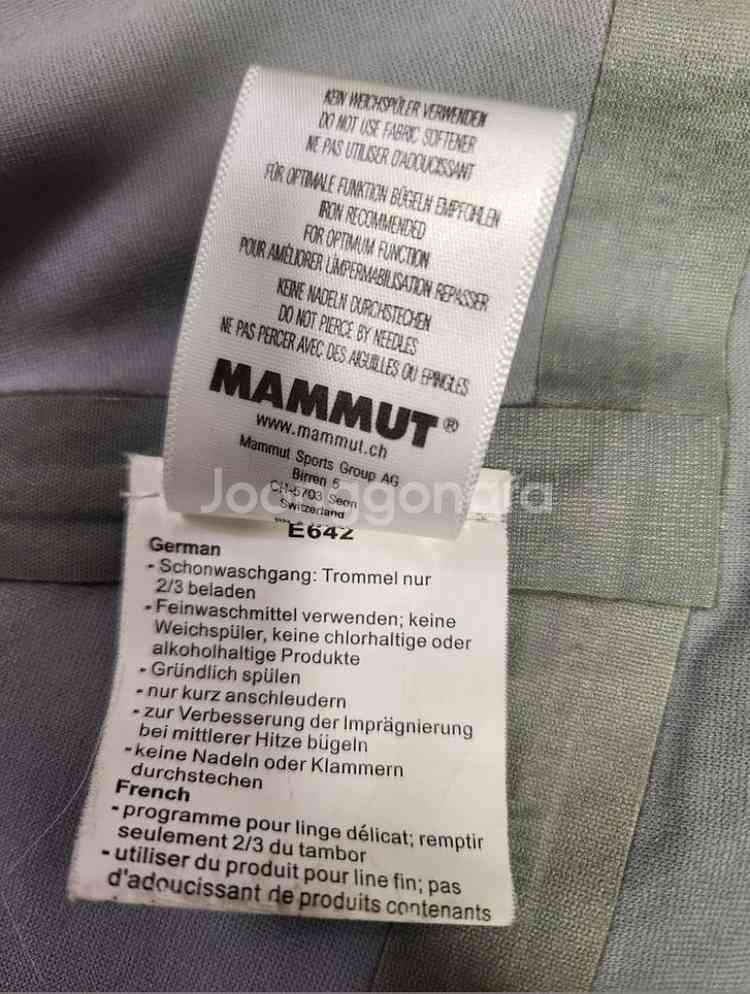 KEIN WEICHSPÜLER VERWENDEN
DO NOT USE FABRIC SOFTENER
NE PAS UTILISER D'ADOUCISSANT
FÜR OPTIMALE FUNKTION BÜGELN EMPFOHLEN
IRON RECOMMENDED
FOR OPTIMUM FUNCTION
POUR AMÉLIORER L'IMPERMABILISATION REPASSER
KEINE NADELN DURCHSTECHEN
DO NOT PIERCE BY NEEDLES
NE PAS PERCER AVEC DES AIGUILLES OU EPINGLES
MAMMUT®
www.mammut.ch
Mammut Sports Group AG
Birren 5
CH-5703 Seon
Switzerland
Joonggonara
E642
German
- Schonwaschgang: Trommel nur
2/3 beladen
- Feinwaschmittel verwenden; keine
Weichspüler, keine chlorhaltige oder
alkoholhaltige Produkte
- Gründlich spülen
- nur kurz anschleudern
- zur Verbesserung der Imprägnierung
bei mittlerer Hitze bügeln
- keine Nadeln oder Klammern
durchstechen
French
- programme pour linge délicat; remptir
seulement 2/3 du tambor
- utiliser du produit pour line fin; pas
d'adoucissant de produits contenants